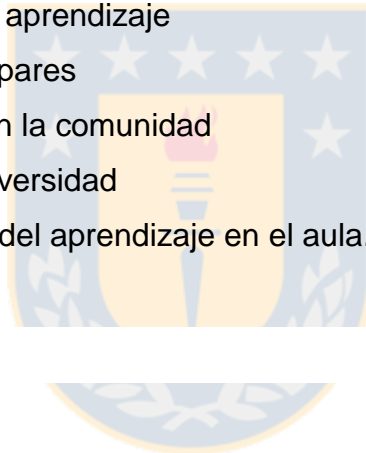 aprendizaje
pares
n la comunidad
versidad
del aprendizaje en el aula.